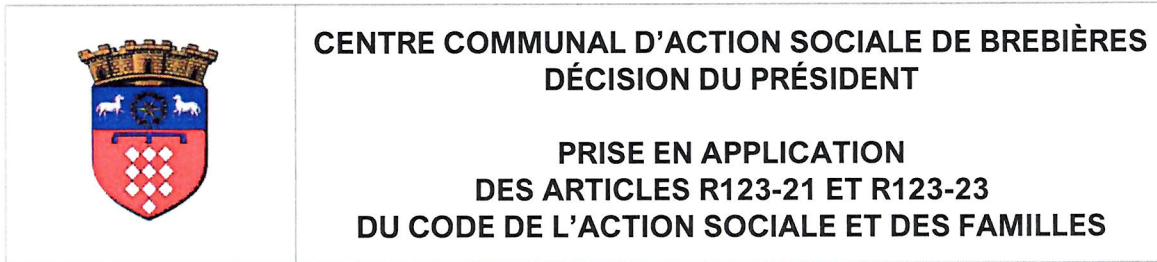 CENTRE COMMUNAL D'ACTION SOCIALE DE BREBIÈRES
DÉCISION DU PRÉSIDENT
PRISE EN APPLICATION
DES ARTICLES R123-21 ET R123-23
DU CODE DE L'ACTION SOCIALE ET DES FAMILLES